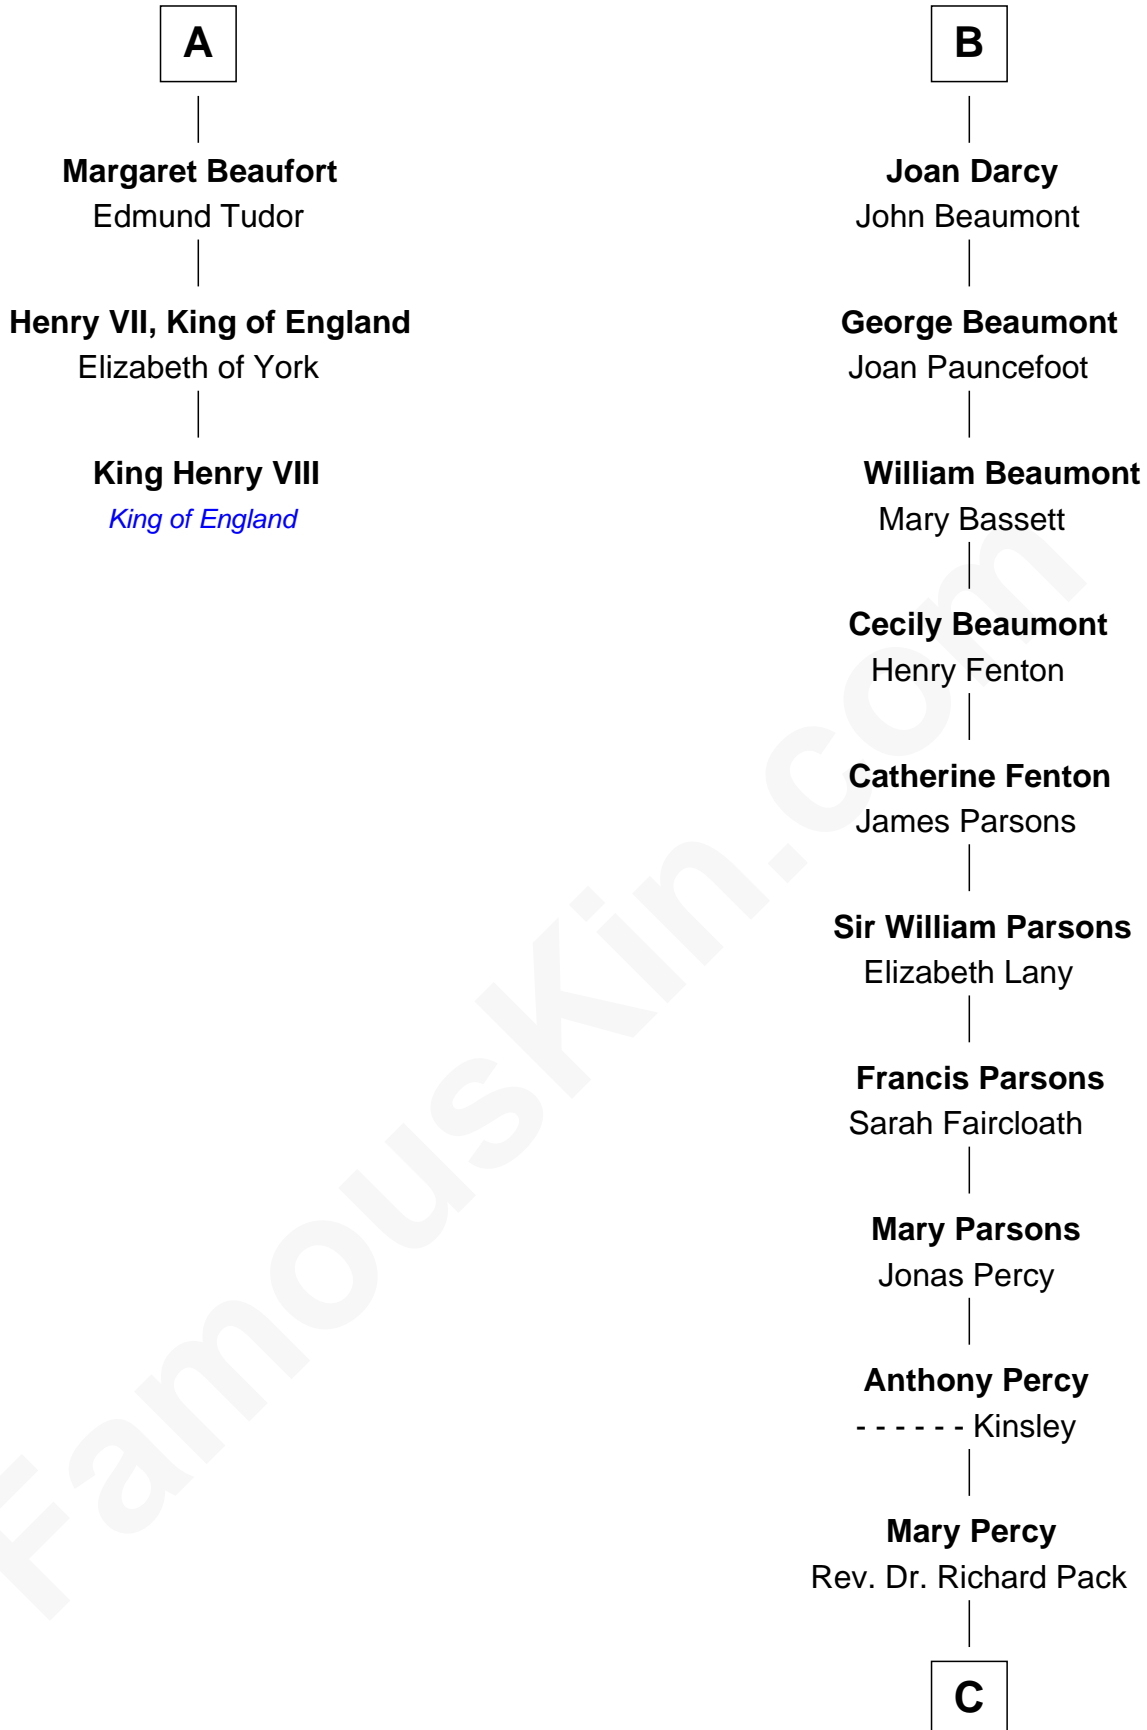 A
Margaret Beaufort
Edmund Tudor
Henry VII, King of England
Elizabeth of York
King Henry VIII
King of England
B
Joan Darcy
John Beaumont
George Beaumont
Joan Pauncefoot
William Beaumont
Mary Bassett
Cecily Beaumont
Henry Fenton
Catherine Fenton
James Parsons
Sir William Parsons
Elizabeth Lany
Francis Parsons
Sarah Faircloath
Mary Parsons
Jonas Percy
Anthony Percy
- - - - - - Kinsley
Mary Percy
Rev. Dr. Richard Pack
C
FamousKin.com